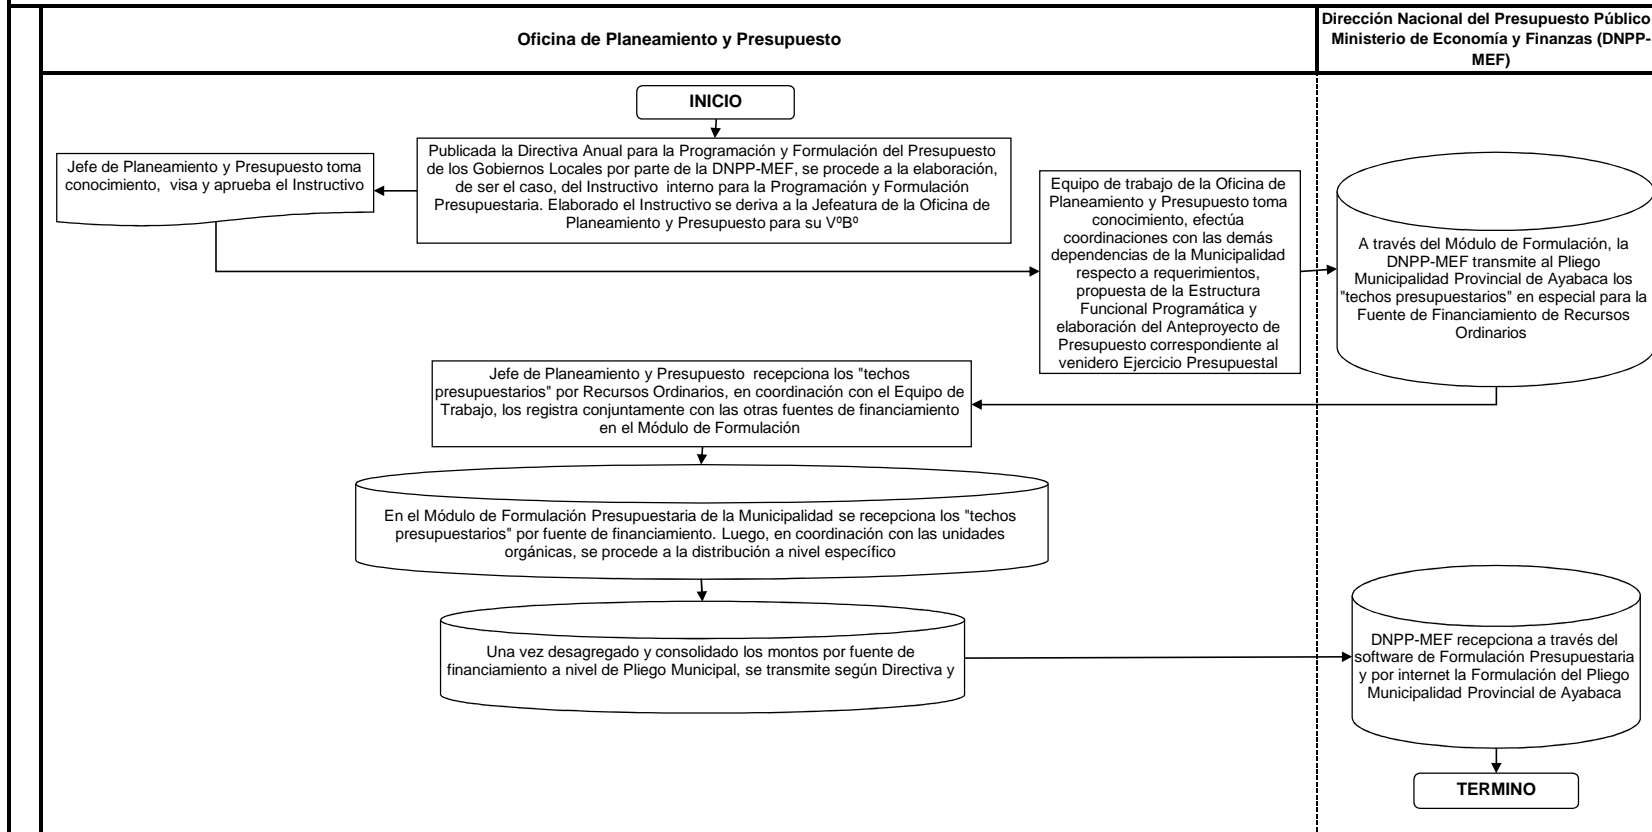 Oficina de Planeamiento y Presupuesto
Dirección Nacional del Presupuesto Público
Ministerio de Economía y Finanzas (DNPP-
MEF)
INICIO
Publicada la Directiva Anual para la Programación y Formulación del Presupuesto
de los Gobiernos Locales por parte de la DNPP-MEF, se procede a la elaboración,
de ser el caso, del Instructivo interno para la Programación y Formulación
Presupuestaria. Elaborado el Instructivo se deriva a la Jefeatura de la Oficina de
Planeamiento y Presupuesto para su VºBº
Jefe de Planeamiento y Presupuesto toma
conocimiento, visa y aprueba el Instructivo
Equipo de trabajo de la Oficina de
Planeamiento y Presupuesto toma
conocimiento, efectúa
coordinaciones con las demás
dependencias de la Municipalidad
respecto a requerimientos,
propuesta de la Estructura
Funcional Programática y
elaboración del Anteproyecto de
Presupuesto correspondiente al
venidero Ejercicio Presupuestal
A través del Módulo de Formulación, la
DNPP-MEF transmite al Pliego
Municipalidad Provincial de Ayabaca los
"techos presupuestarios" en especial para la
Fuente de Financiamiento de Recursos
Ordinarios
Jefe de Planeamiento y Presupuesto recepciona los "techos
presupuestarios" por Recursos Ordinarios, en coordinación con el Equipo de
Trabajo, los registra conjuntamente con las otras fuentes de financiamiento
en el Módulo de Formulación
En el Módulo de Formulación Presupuestaria de la Municipalidad se recepciona los "techos
presupuestarios" por fuente de financiamiento. Luego, en coordinación con las unidades
orgánicas, se procede a la distribución a nivel específico
Una vez desagregado y consolidado los montos por fuente de
financiamiento a nivel de Pliego Municipal, se transmite según Directiva y
DNPP-MEF recepciona a través del
software de Formulación Presupuestaria
y por internet la Formulación del Pliego
Municipalidad Provincial de Ayabaca
TERMINO